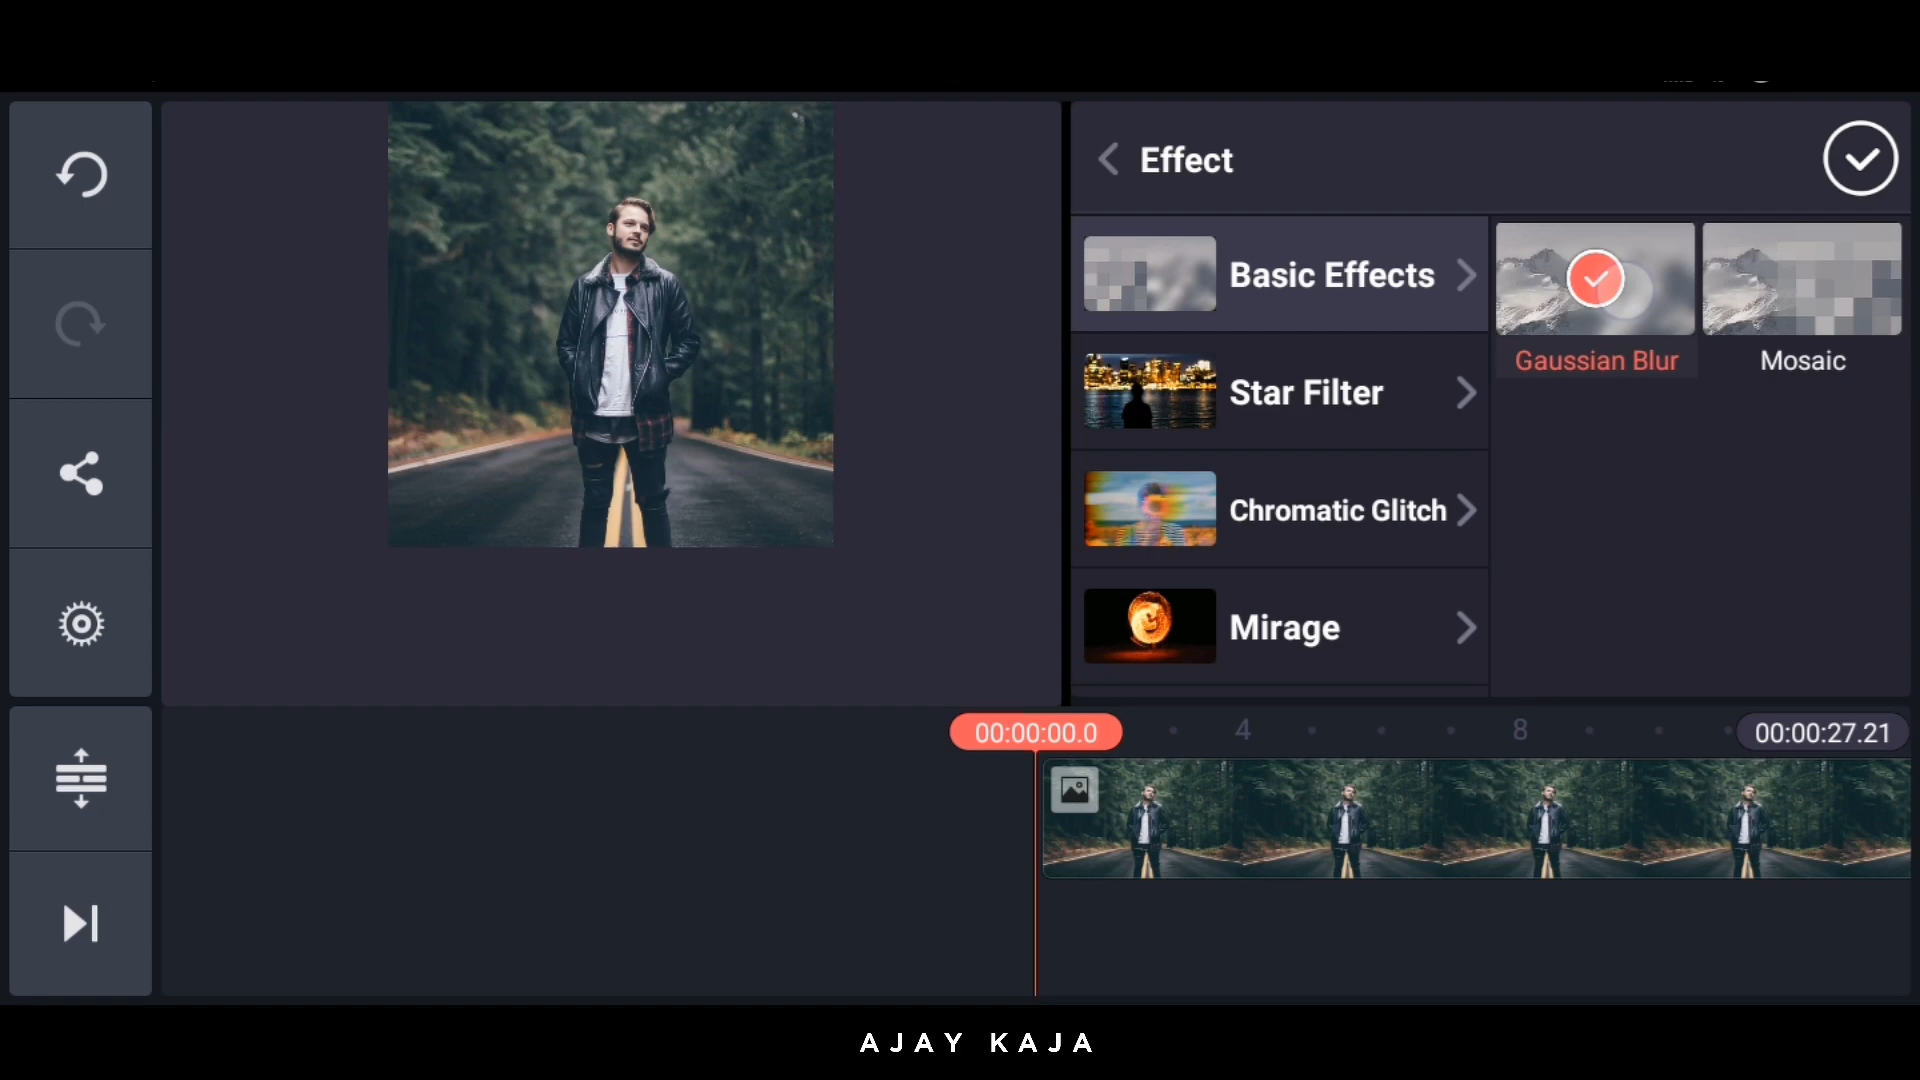 Effect
Basic Effects
Star Filter
Chromatic Glitch
Mirage
Gaussian Blur
Mosaic
00:00:00.0
4
8
00:00:27.21
AJAY KAJA